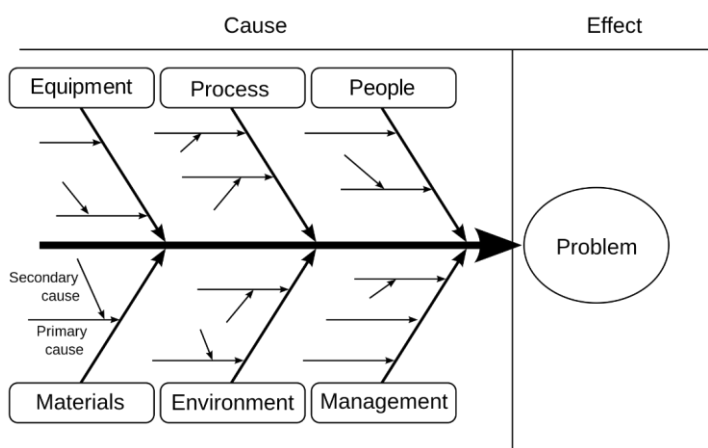 Cause
Effect
Equipment
Process
People
Problem
Secondary
cause
Primary
cause
Materials
Environment
Management